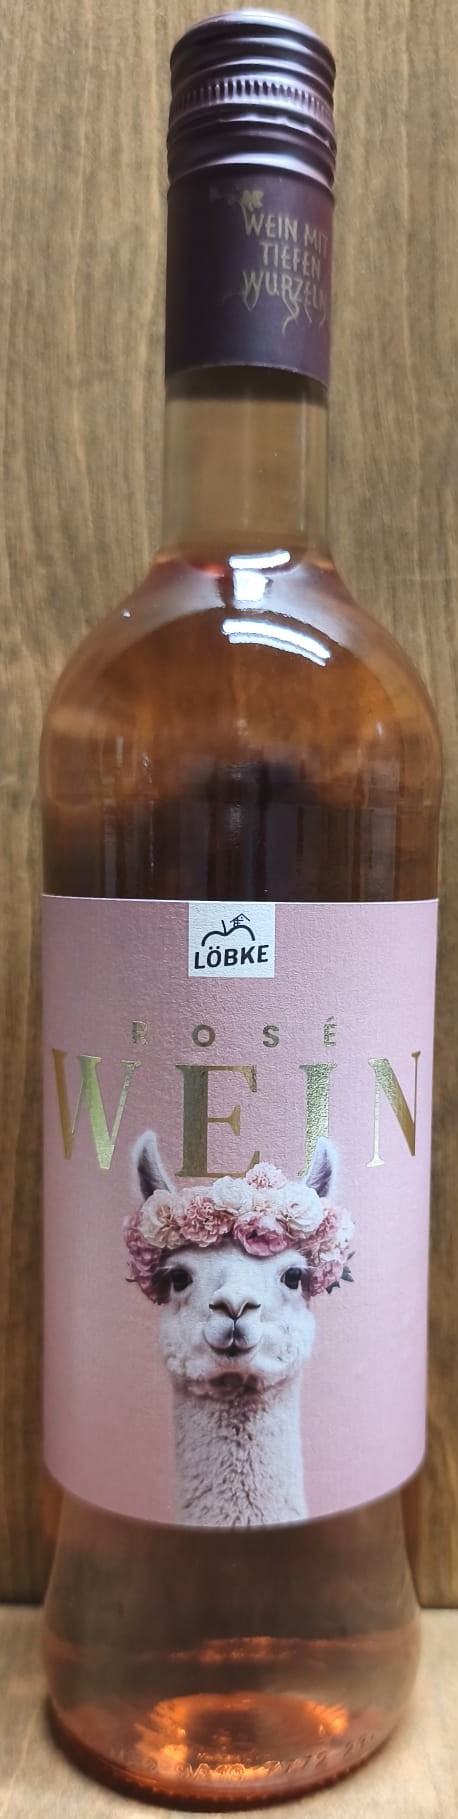 WEIN MIT
TIEFEN
WURZELN
LÖBKE
ROSÉ
WEIN